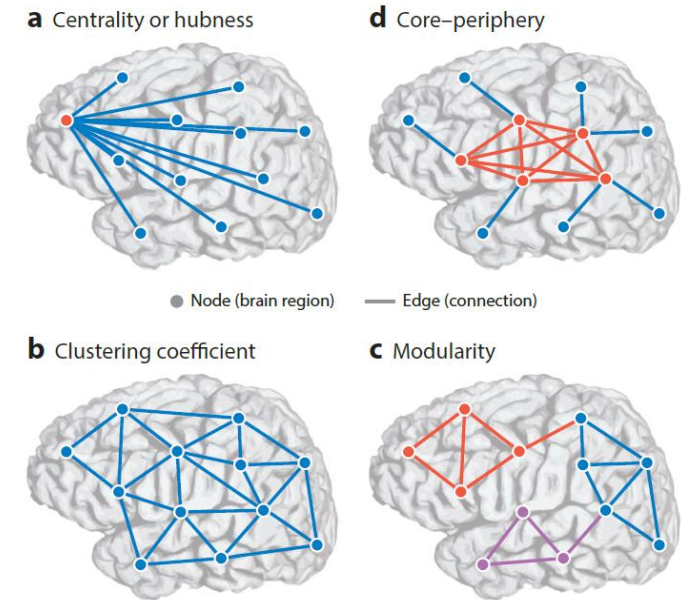 a Centrality or hubness
d Core–periphery
Node (brain region)
Edge (connection)
b Clustering coefficient
c Modularity